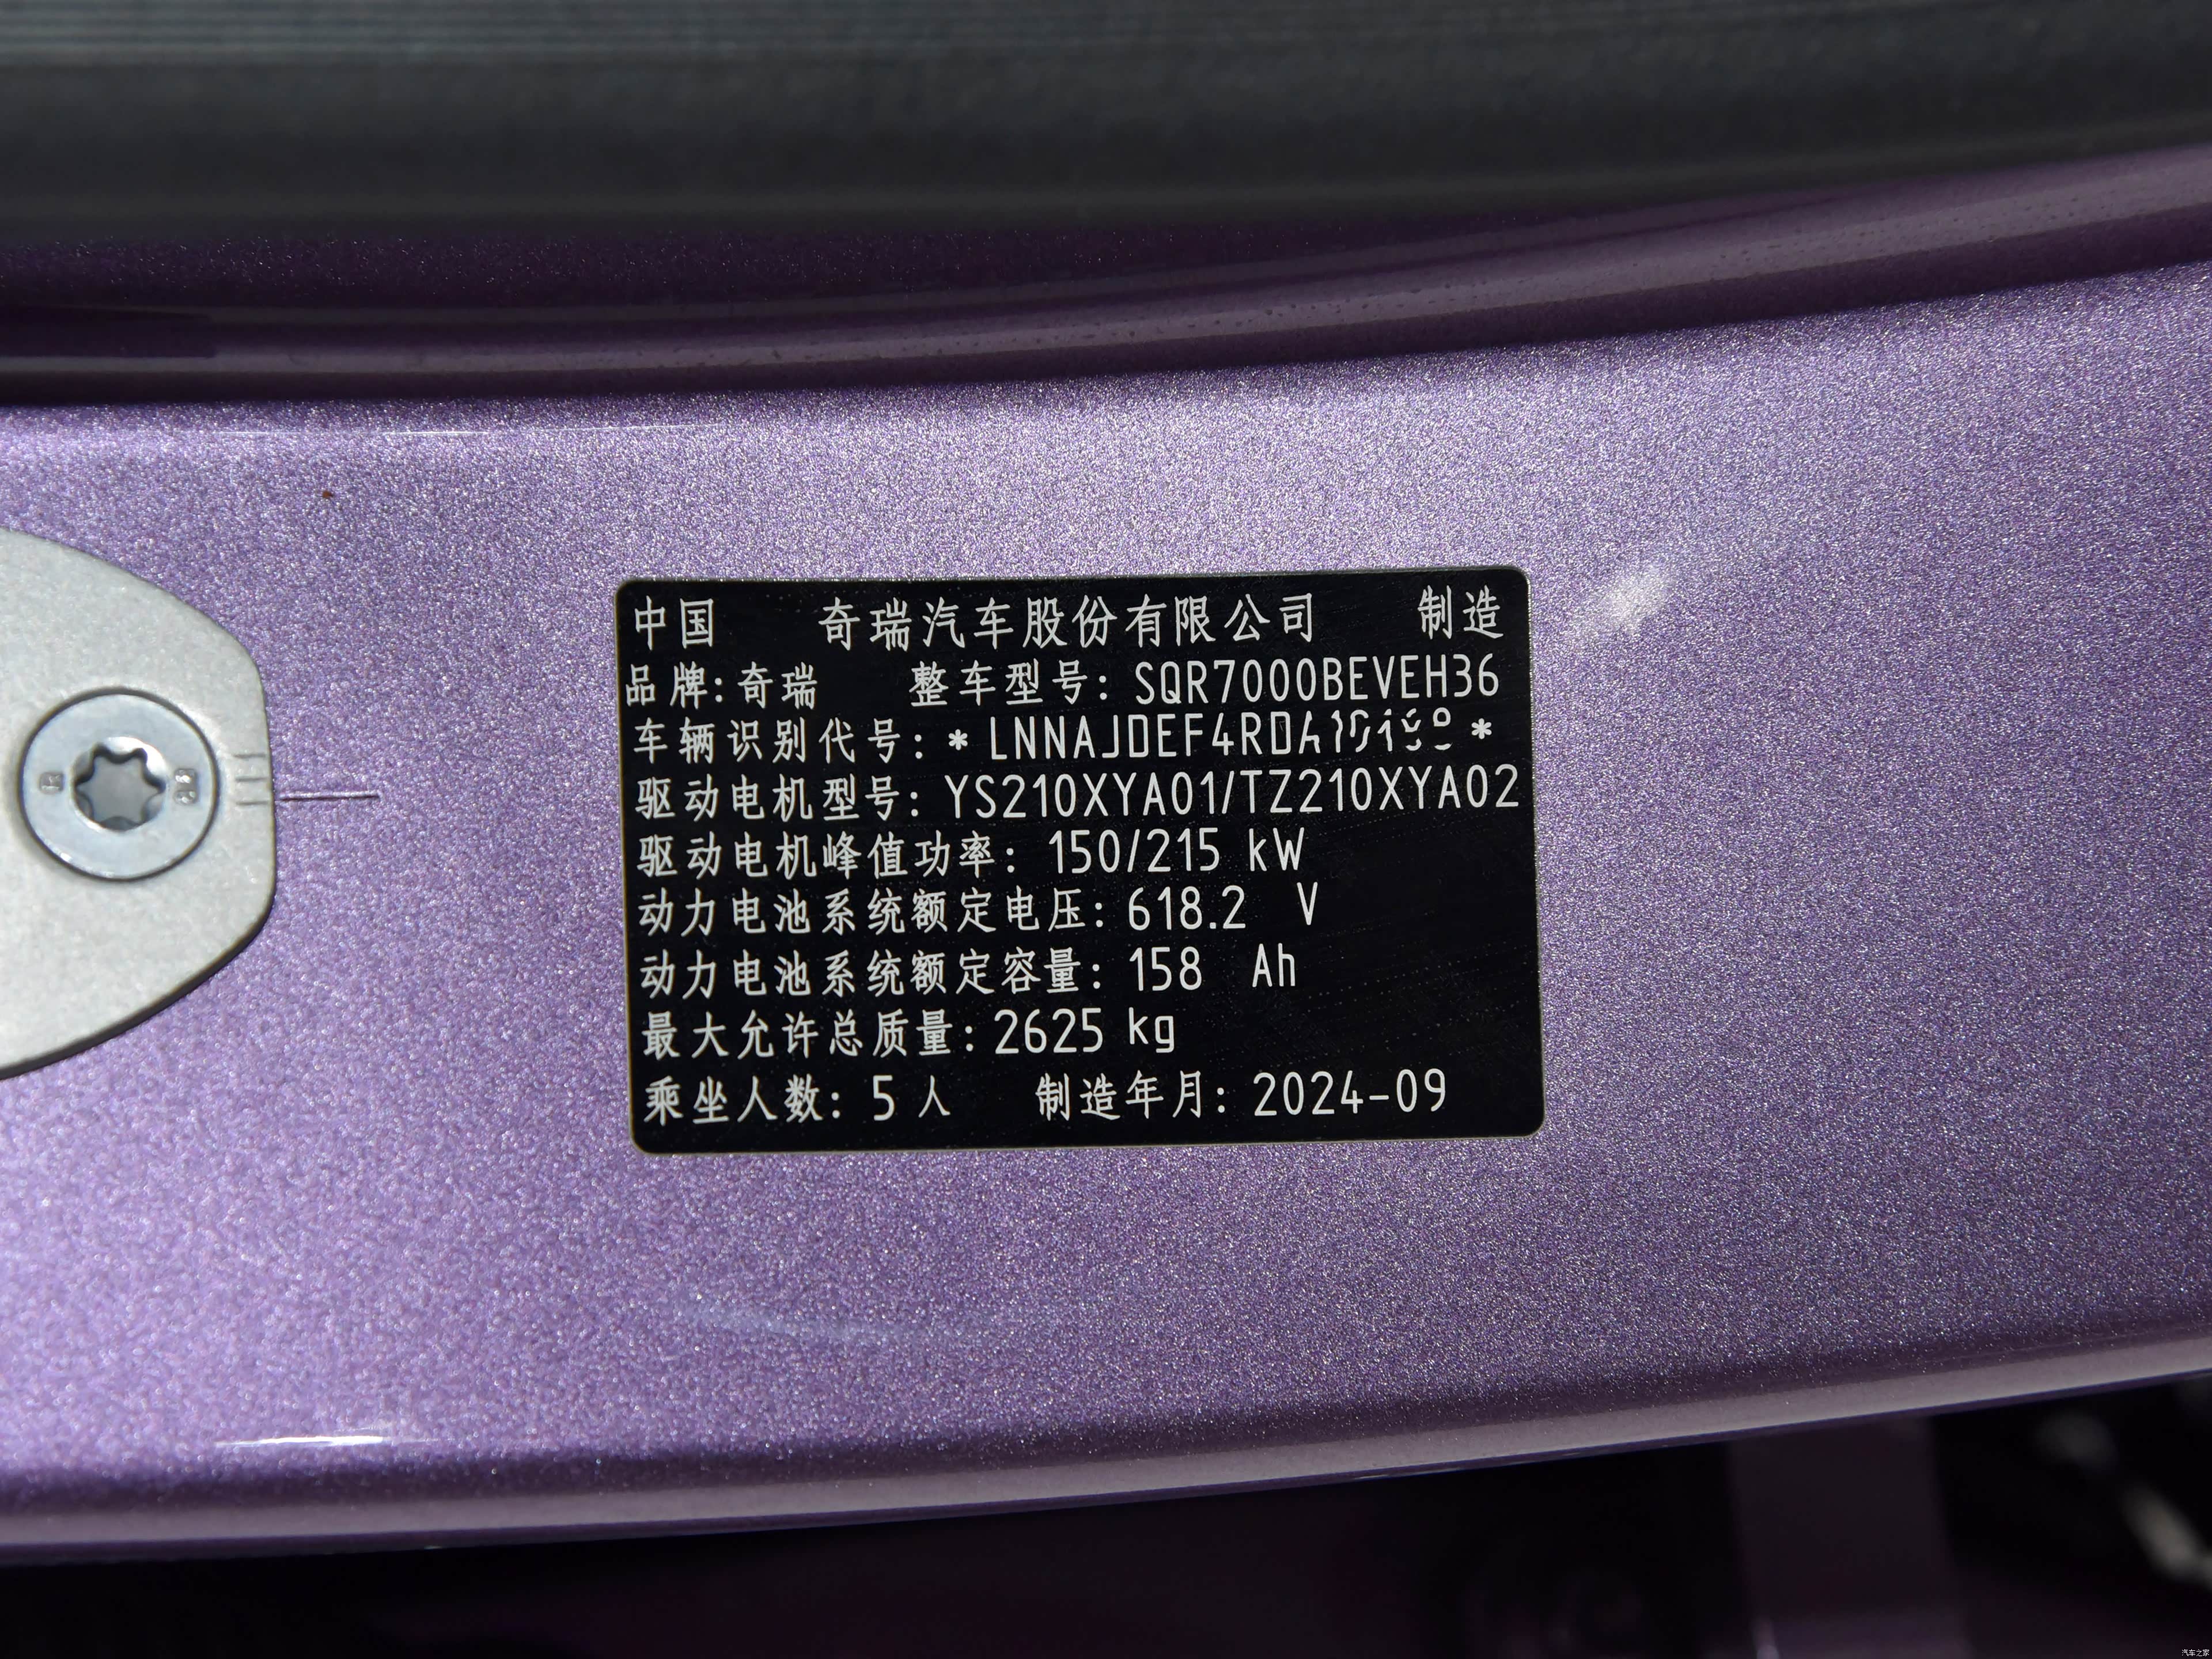 中国 奇瑞汽车股份有限公司 制造
品牌:奇瑞 整车型号: SQR7000BEVEH36
车辆识别代号:
驱动电机型号: YS210XYA01/TZ210XYA02
驱动电机峰值功率: 150/215 kW
动力电池系统额定电压: 618.2 V
动力电池系统额定容量: 158 Ah
最大允许总质量: 2625 kg
乘坐人数: 5 人 制造年月: 2024-09
汽车之家